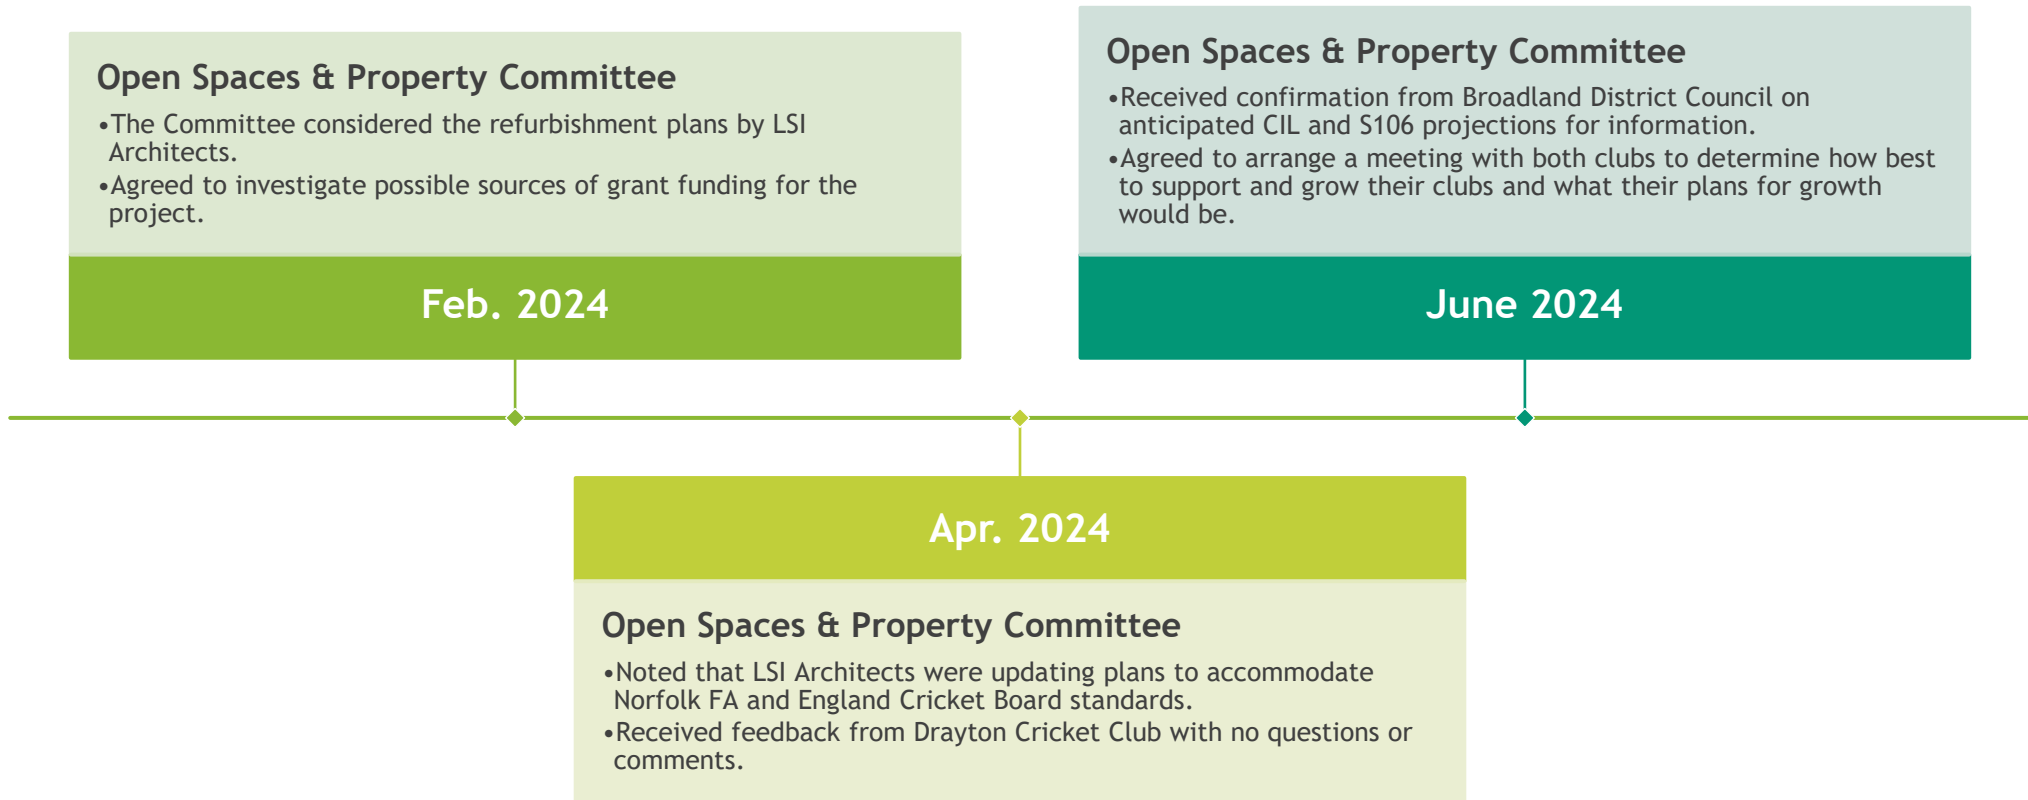 Open Spaces & Property Committee
•The Committee considered the refurbishment plans by LSI
Architects.
•Agreed to investigate possible sources of grant funding for the
project.
Feb. 2024
Apr. 2024
Open Spaces & Property Committee
•Noted that LSI Architects were updating plans to accommodate
Norfolk FA and England Cricket Board standards.
•Received feedback from Drayton Cricket Club with no questions or
comments.
Open Spaces & Property Committee
•Received confirmation from Broadland District Council on
anticipated CIL and S106 projections for information.
•Agreed to arrange a meeting with both clubs to determine how best
to support and grow their clubs and what their plans for growth
would be.
June 2024